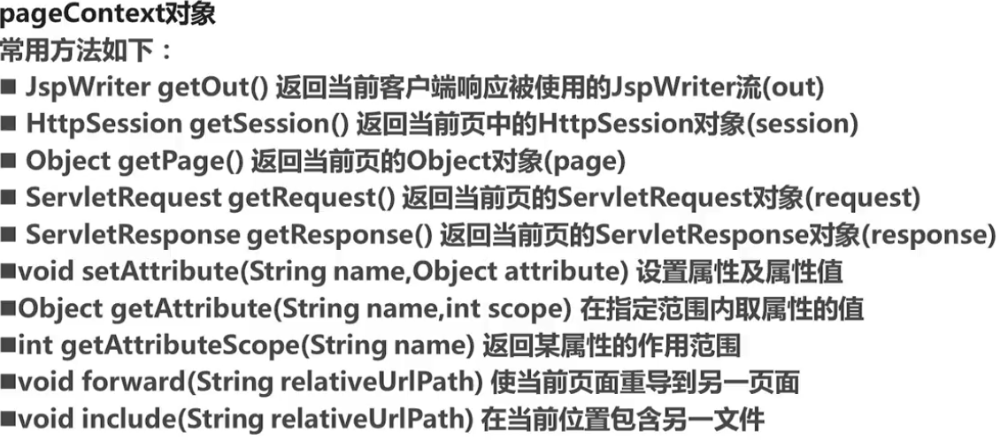 pageContext对象
常用方法如下：
■ JspWriter getOut() 返回当前客户端响应被使用的JspWriter流(out)
■ HttpSession getSession() 返回当前页中的HttpSession对象(session)
■ Object getPage() 返回当前页的Object对象(page)
■ ServletRequest getRequest() 返回当前页的ServletRequest对象(request)
■ ServletResponse getResponse() 返回当前页的ServletResponse对象(response)
■void setAttribute(String name,Object attribute) 设置属性及属性值
■Object getAttribute(String name,int scope) 在指定范围内取属性的值
■int getAttributeScope(String name) 返回某属性的作用范围
■void forward(String relativeUrlPath) 使当前页面重导到另一页面
■void include(String relativeUrlPath) 在当前位置包含另一文件